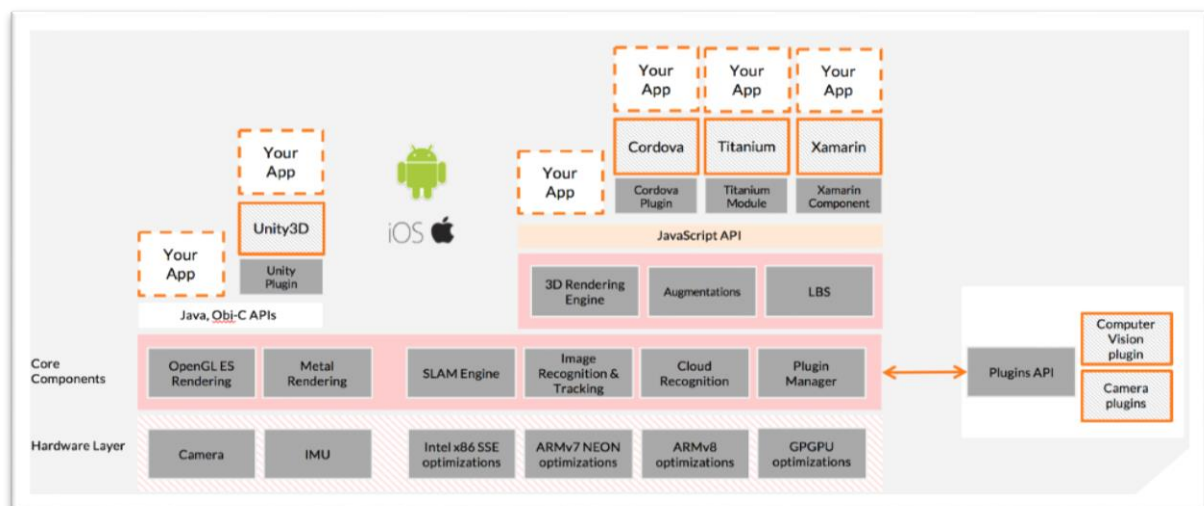 Your
App
Your
App
Your
App
Cordova
Titanium
Xamarin
Your
App
Cordova
Plugin
Titanium
Module
Xamarin
Component
JavaScript API
3D Rendering
Engine
Augmentations
LBS
Your
App
Unity3D
Unity
Plugin
Your
App
Java, Obi-C APIs
iOS
Core
Components
OpenGL ES
Rendering
Metal
Rendering
SLAM Engine
Image
Recognition &
Tracking
Cloud
Recognition
Plugin
Manager
Plugins API
Computer
Vision
plugin
Camera
plugins
Hardware Layer
Camera
IMU
Intel x86 SSE
optimizations
ARMv7 NEON
optimizations
ARMv8
optimizations
GPGPU
optimizations